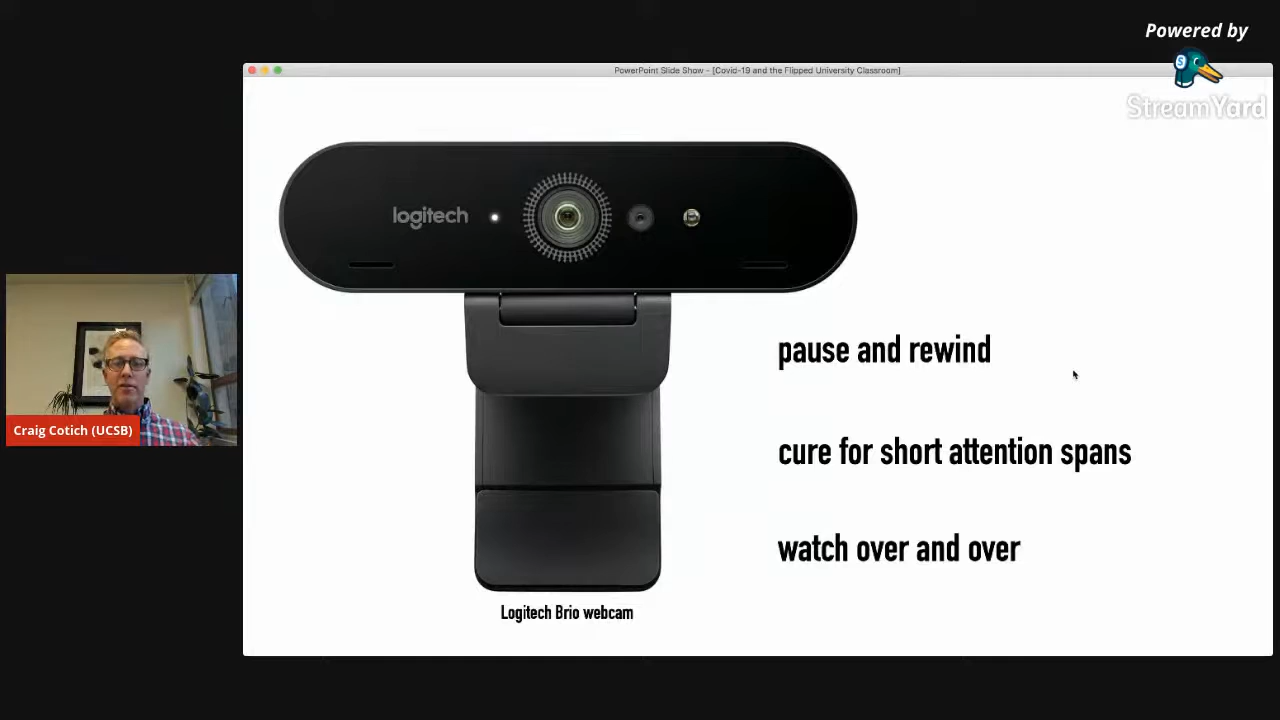 Powered by
StreamYard
PowerPoint Slide Show - [Covid-19 and the Flipped University Classroom]
logitech
pause and rewind
cure for short attention spans
watch over and over
Logitech Brio webcam
Craig Cotich (UCSB)